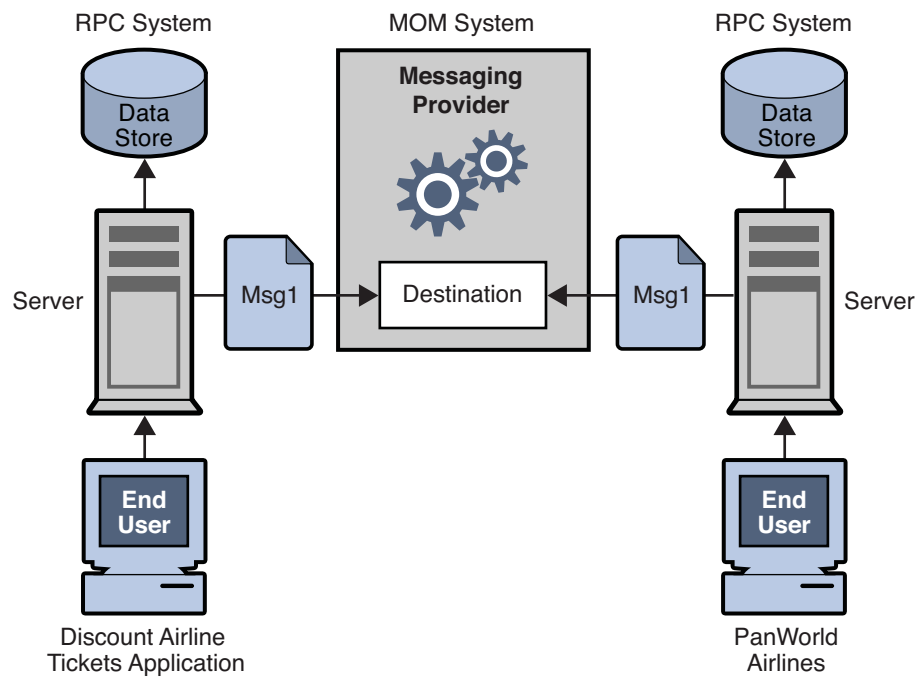 RPC System
MOM System
RPC System
Data
Store
Messaging
Provider
Data
Store
Server
Msg1
Destination
Msg1
Server
End
User
End
User
Discount Airline
Tickets Application
PanWorld
Airlines